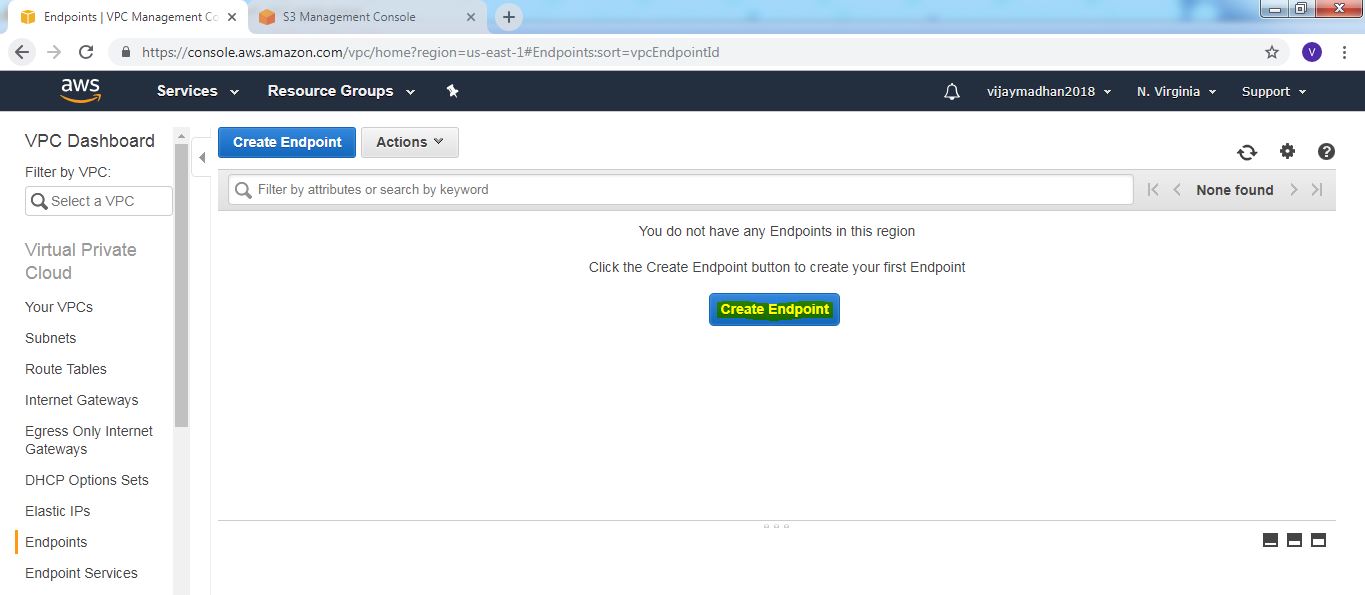 Endpoints | VPC Management Co
S3 Management Console
https://console.aws.amazon.com/vpc/home?region=us-east-1#Endpoints:sort=vpcEndpointId
V
aws
Services
Resource Groups
vijaymadhan2018
N. Virginia
Support
VPC Dashboard
Filter by VPC:
Select a VPC
Virtual Private
Cloud
Your VPCs
Subnets
Route Tables
Internet Gateways
Egress Only Internet
Gateways
DHCP Options Sets
Elastic IPs
Endpoints
Endpoint Services
Create Endpoint
Actions
Filter by attributes or search by keyword
None found
You do not have any Endpoints in this region
Click the Create Endpoint button to create your first Endpoint
Create Endpoint